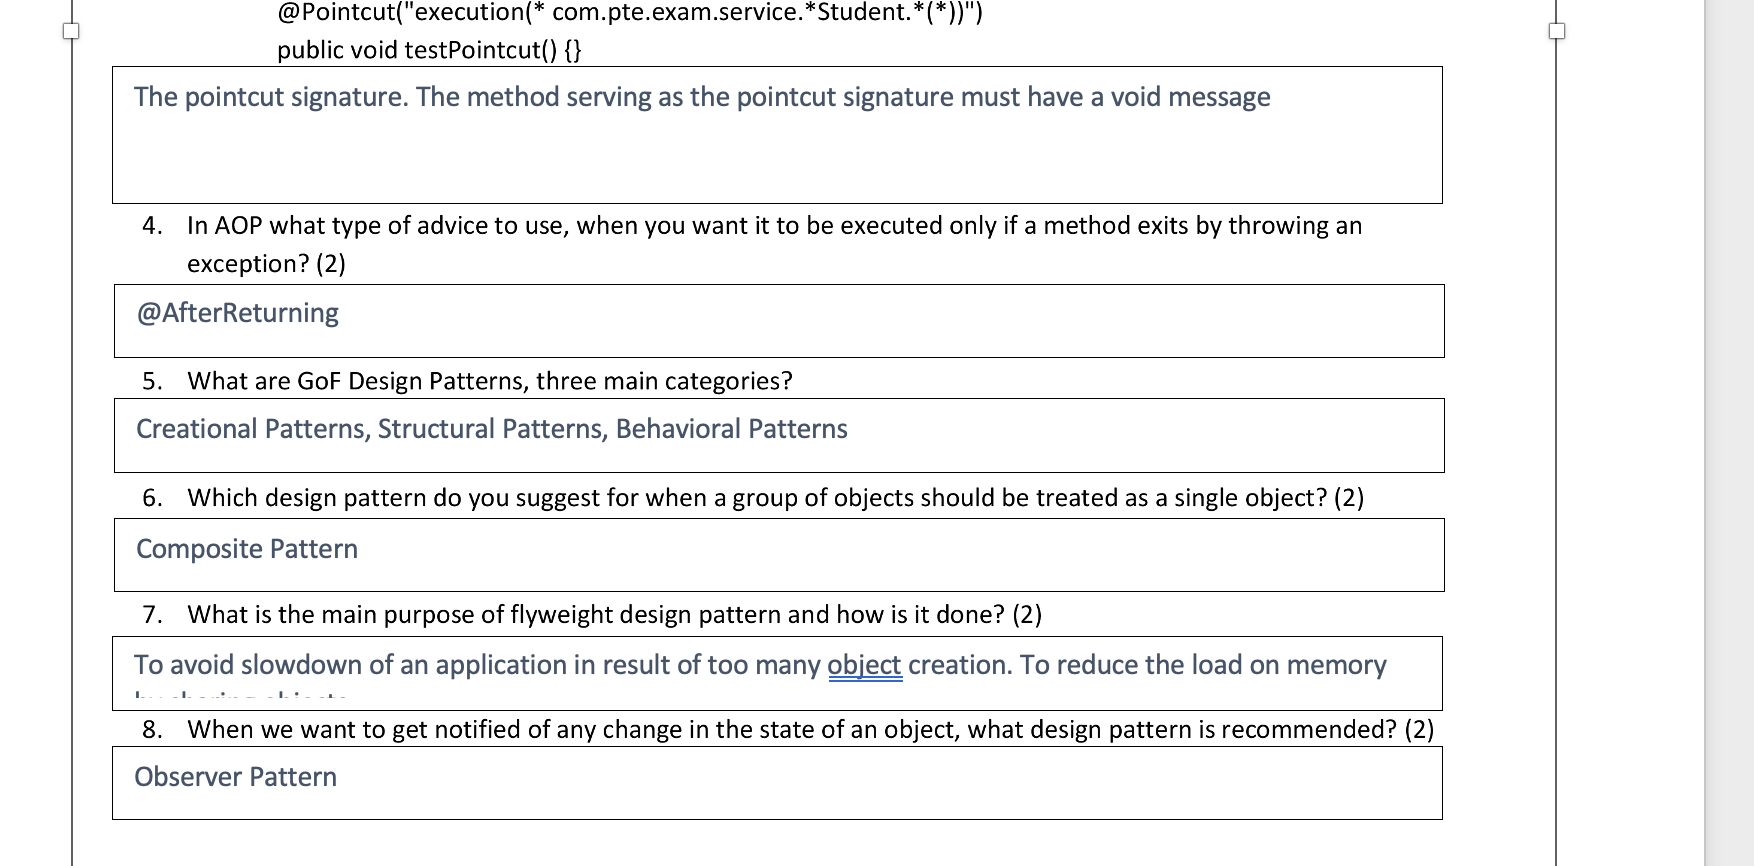 @Pointcut("execution(* com.pte.exam.service.*Student.*(*))")
public void testPointcut() {}
The pointcut signature. The method serving as the pointcut signature must have a void message
4. In AOP what type of advice to use, when you want it to be executed only if a method exits by throwing an
exception? (2)
@AfterReturning
5. What are GoF Design Patterns, three main categories?
Creational Patterns, Structural Patterns, Behavioral Patterns
6. Which design pattern do you suggest for when a group of objects should be treated as a single object? (2)
Composite Pattern
7. What is the main purpose of flyweight design pattern and how is it done? (2)
To avoid slowdown of an application in result of too many object creation. To reduce the load on memory
8. When we want to get notified of any change in the state of an object, what design pattern is recommended? (2)
Observer Pattern